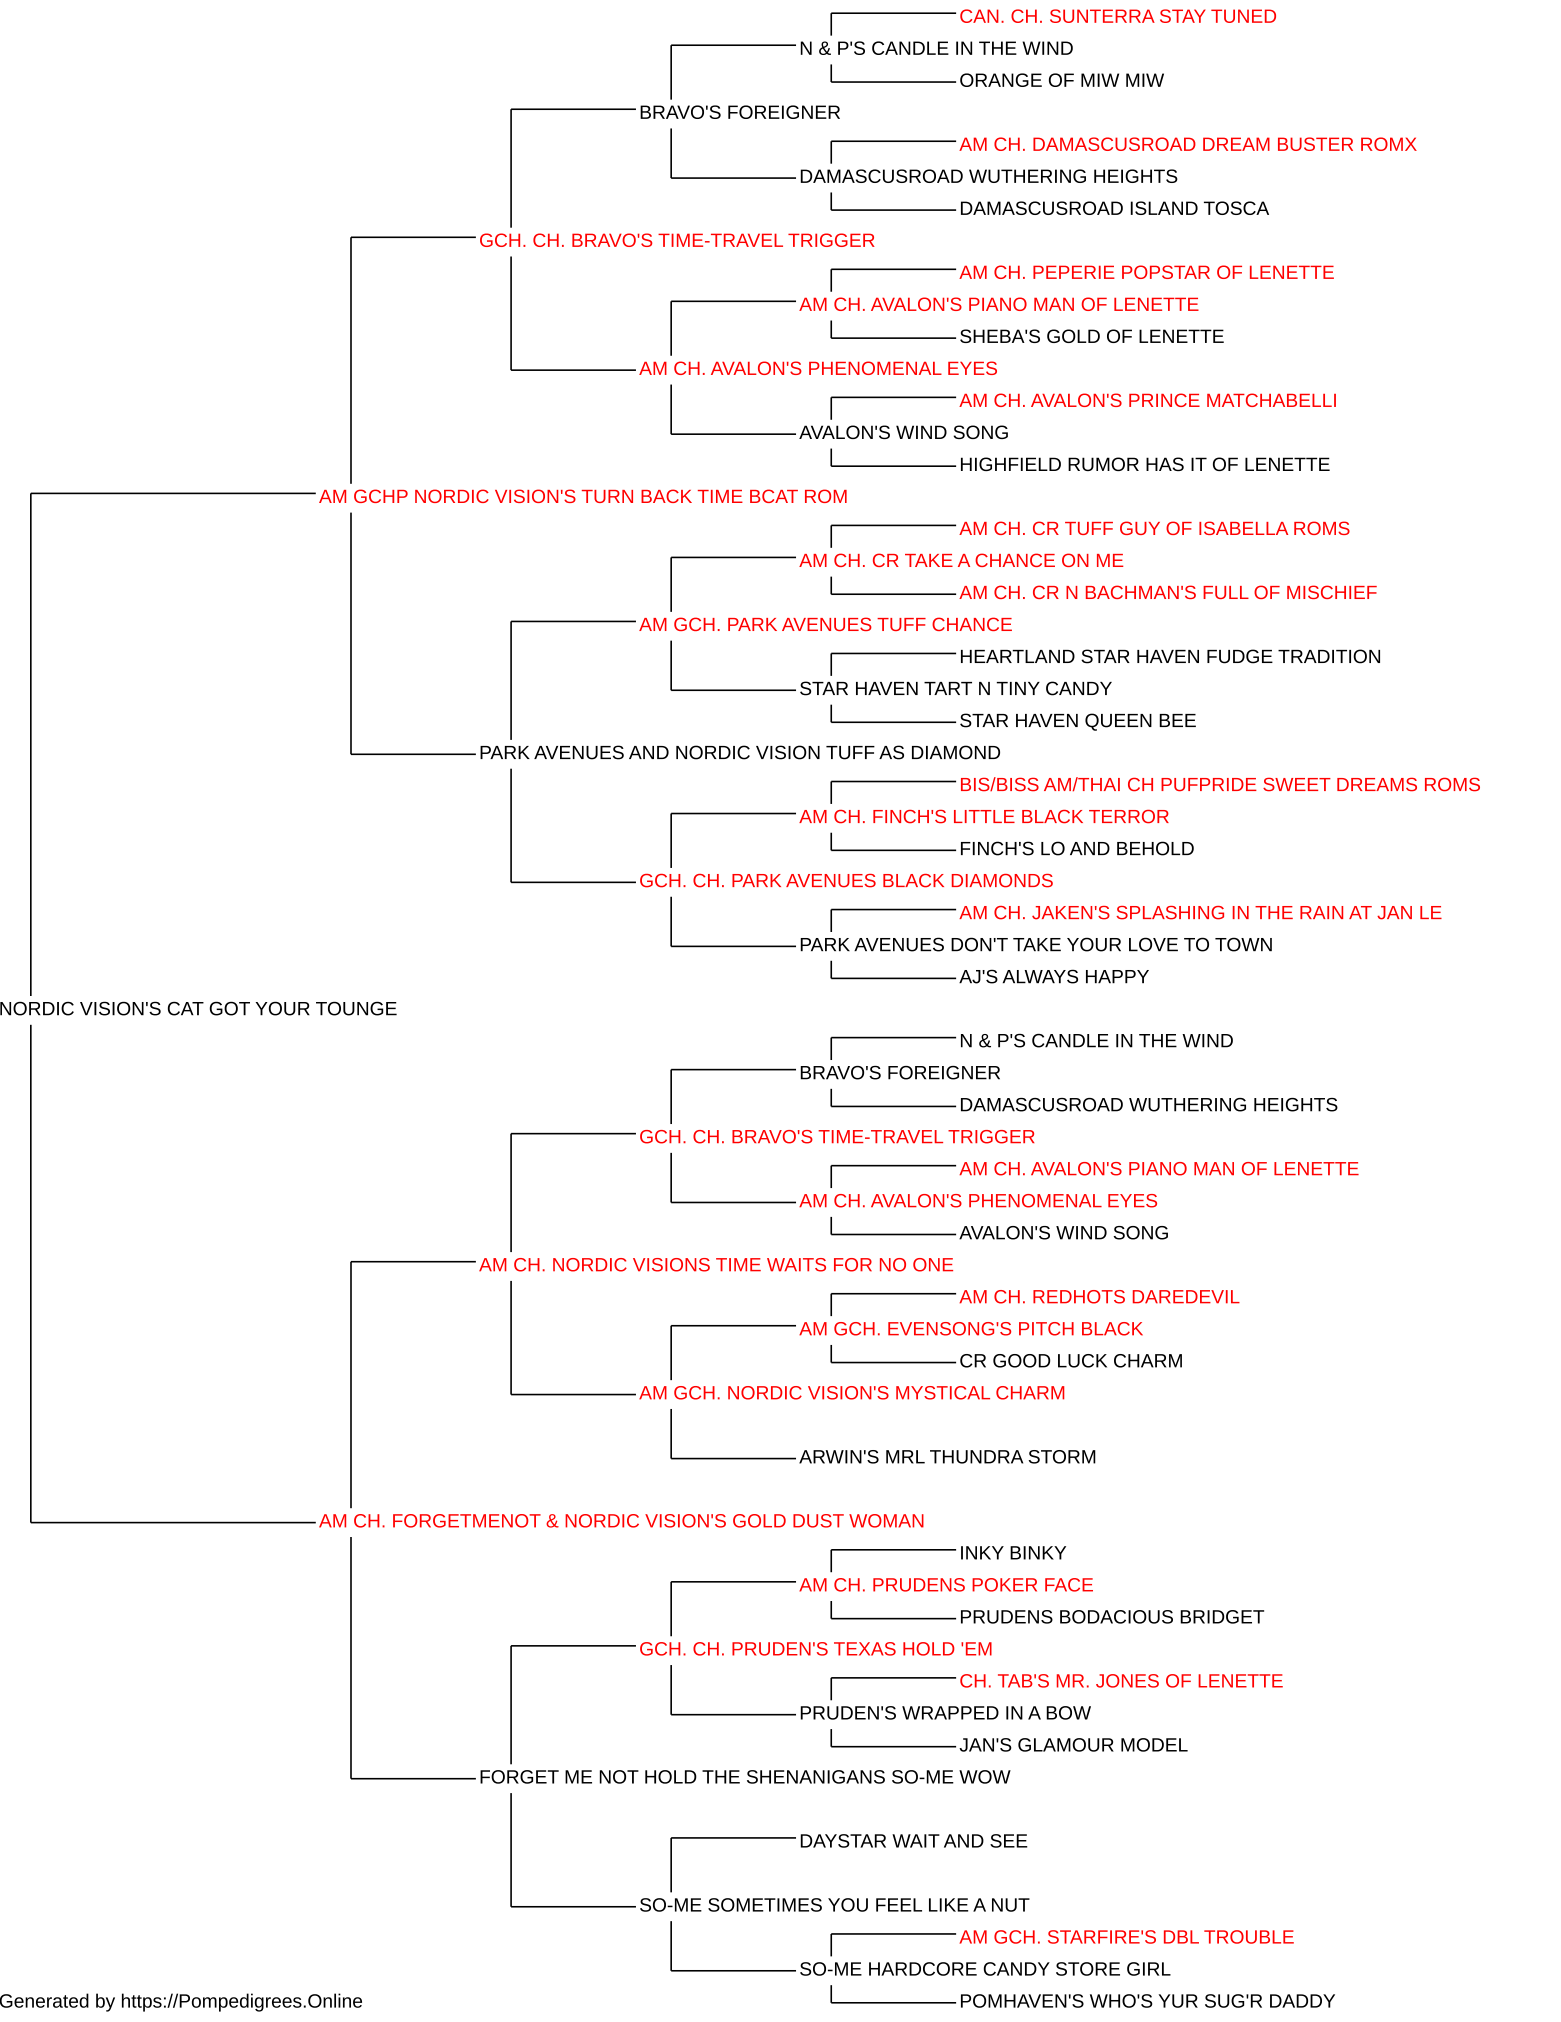 CAN. CH. SUNTERRA STAY TUNED
N & P'S CANDLE IN THE WIND
ORANGE OF MIW MIW
BRAVO'S FOREIGNER
AM CH. DAMASCUSROAD DREAM BUSTER ROMX
DAMASCUSROAD WUTHERING HEIGHTS
DAMASCUSROAD ISLAND TOSCA
GCH. CH. BRAVO'S TIME-TRAVEL TRIGGER
AM CH. PEPERIE POPSTAR OF LENETTE
AM CH. AVALON'S PIANO MAN OF LENETTE
SHEBA'S GOLD OF LENETTE
AM CH. AVALON'S PHENOMENAL EYES
AM CH. AVALON'S PRINCE MATCHABELLI
AVALON'S WIND SONG
HIGHFIELD RUMOR HAS IT OF LENETTE
AM GCHP NORDIC VISION'S TURN BACK TIME BCAT ROM
AM CH. CR TUFF GUY OF ISABELLA ROMS
AM CH. CR TAKE A CHANCE ON ME
AM CH. CR N BACHMAN'S FULL OF MISCHIEF
AM GCH. PARK AVENUES TUFF CHANCE
HEARTLAND STAR HAVEN FUDGE TRADITION
STAR HAVEN TART N TINY CANDY
STAR HAVEN QUEEN BEE
PARK AVENUES AND NORDIC VISION TUFF AS DIAMOND
BIS/BISS AM/THAI CH PUFPRIDE SWEET DREAMS ROMS
AM CH. FINCH'S LITTLE BLACK TERROR
FINCH'S LO AND BEHOLD
GCH. CH. PARK AVENUES BLACK DIAMONDS
AM CH. JAKEN'S SPLASHING IN THE RAIN AT JAN LE
PARK AVENUES DON'T TAKE YOUR LOVE TO TOWN
AJ'S ALWAYS HAPPY
NORDIC VISION'S CAT GOT YOUR TOUNGE
N & P'S CANDLE IN THE WIND
BRAVO'S FOREIGNER
DAMASCUSROAD WUTHERING HEIGHTS
GCH. CH. BRAVO'S TIME-TRAVEL TRIGGER
AM CH. AVALON'S PIANO MAN OF LENETTE
AM CH. AVALON'S PHENOMENAL EYES
AVALON'S WIND SONG
AM CH. NORDIC VISIONS TIME WAITS FOR NO ONE
AM CH. REDHOTS DAREDEVIL
AM GCH. EVENSONG'S PITCH BLACK
CR GOOD LUCK CHARM
AM GCH. NORDIC VISION'S MYSTICAL CHARM
ARWIN'S MRL THUNDRA STORM
AM CH. FORGETMENOT & NORDIC VISION'S GOLD DUST WOMAN
INKY BINKY
AM CH. PRUDENS POKER FACE
PRUDENS BODACIOUS BRIDGET
GCH. CH. PRUDEN'S TEXAS HOLD 'EM
CH. TAB'S MR. JONES OF LENETTE
PRUDEN'S WRAPPED IN A BOW
JAN'S GLAMOUR MODEL
FORGET ME NOT HOLD THE SHENANIGANS SO-ME WOW
DAYSTAR WAIT AND SEE
SO-ME SOMETIMES YOU FEEL LIKE A NUT
AM GCH. STARFIRE'S DBL TROUBLE
SO-ME HARDCORE CANDY STORE GIRL
POMHAVEN'S WHO'S YUR SUG'R DADDY
Generated by https://Pompedigrees.Online